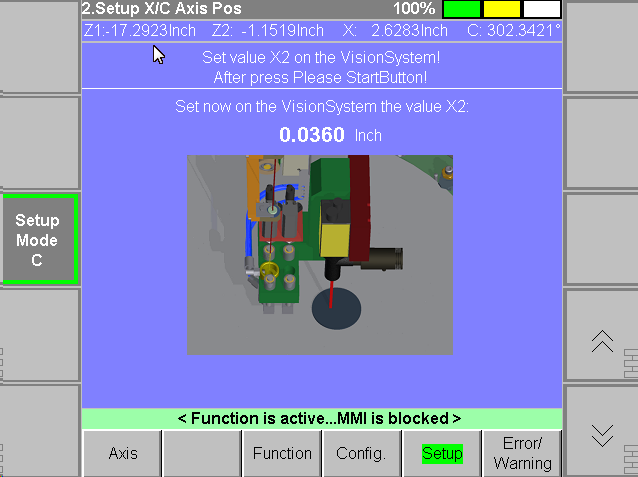 2.Setup X/C Axis Pos 100%
Z1:-17.2923Inch Z2: -1.1519Inch X: 2.6283Inch C: 302.3421°
Set value X2 on the VisionSystem!
After press Please StartButton!
Set now on the VisionSystem the value X2:
0.0360 Inch
Setup
Mode
C
< Function is active...MMI is blocked >
Axis Function Config. Setup Error/
Warning